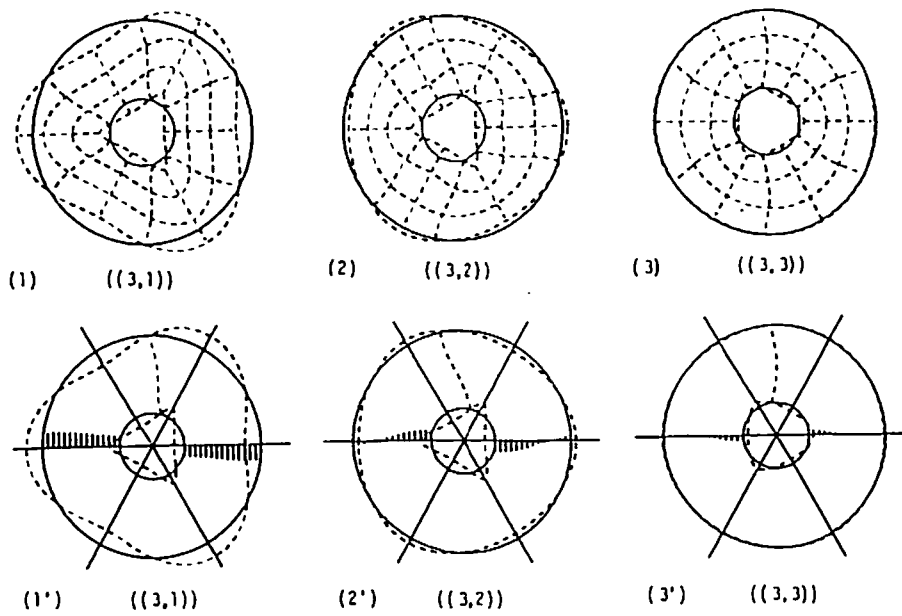 (1) ((3,1)) (2) ((3,2)) (3) ((3,3))
(1') ((3,1)) (2') ((3,2)) (3') ((3,3))